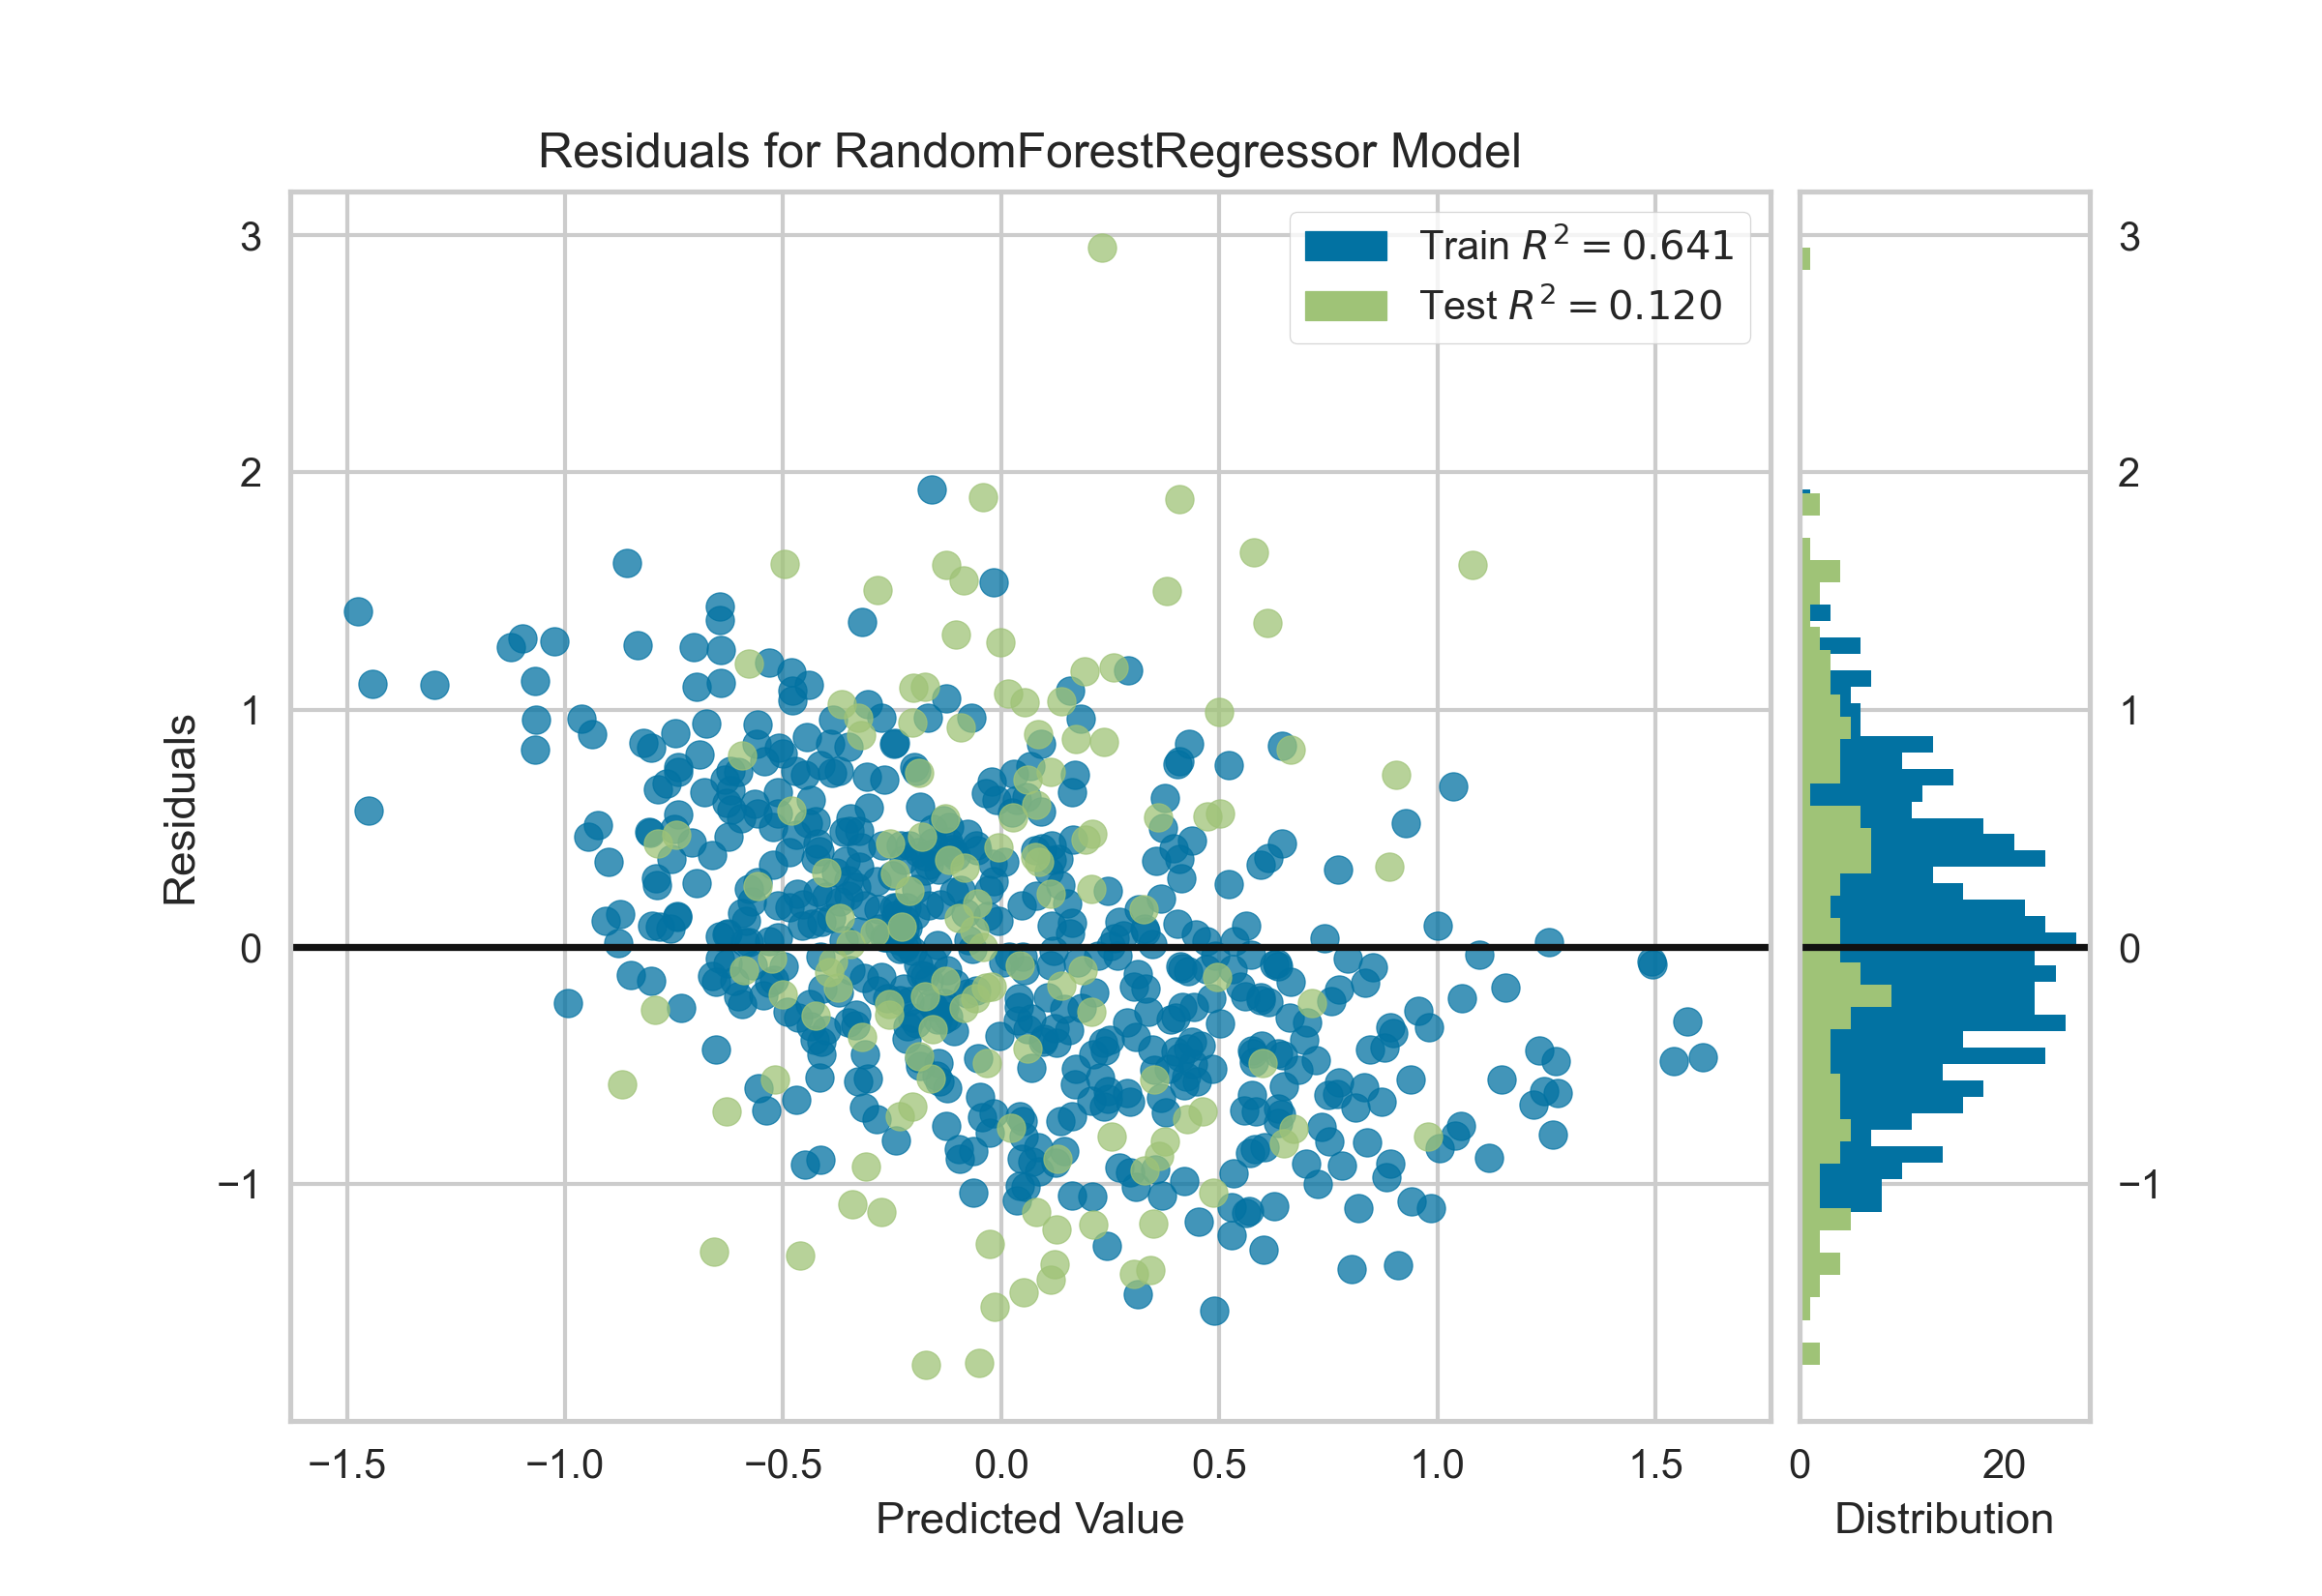 Residuals for RandomForestRegressor Model
Train R² = 0.641
Test R² = 0.120
3
2
1
0
−1
Residuals
−1.5 −1.0 −0.5 0.0 0.5 1.0 1.5
Predicted Value
3
2
1
0
−1
0 20
Distribution